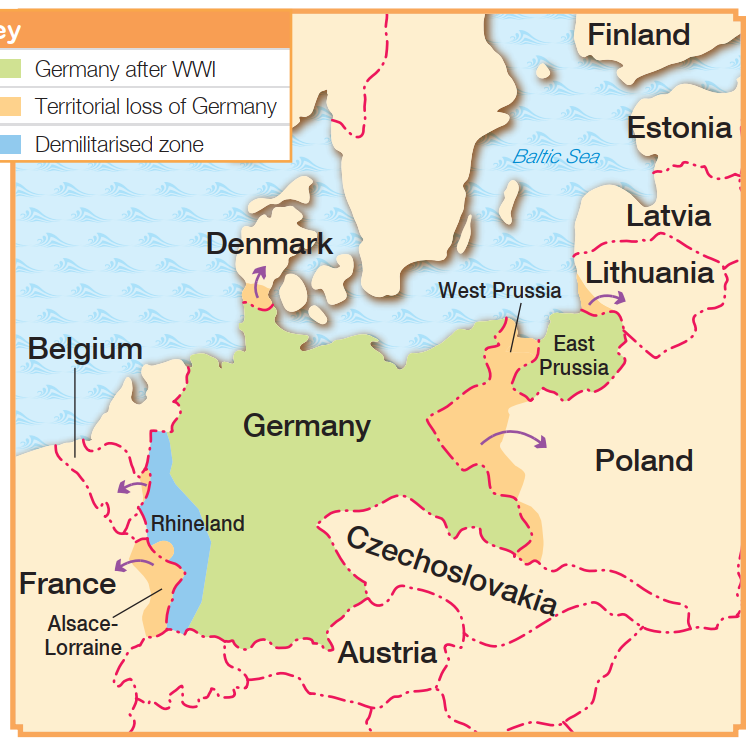 ey
Germany after WWI
Territorial loss of Germany
Demilitarised zone
Finland
Estonia
Baltic Sea
Latvia
Denmark
Lithuania
West Prussia
Belgium
East
Prussia
Germany
Poland
Rhineland
Czechoslovakia
France
Alsace-
Lorraine
Austria